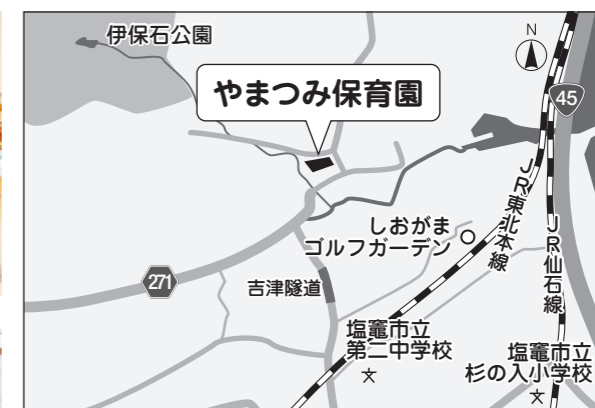 伊保石公園
N
やまつみ保育園
45
JR東北本線
JR仙石線
しおがま
ゴルフガーデン
271
吉津隧道
塩竈市立
第二中学校
文
塩竈市立
杉の入小学校
文